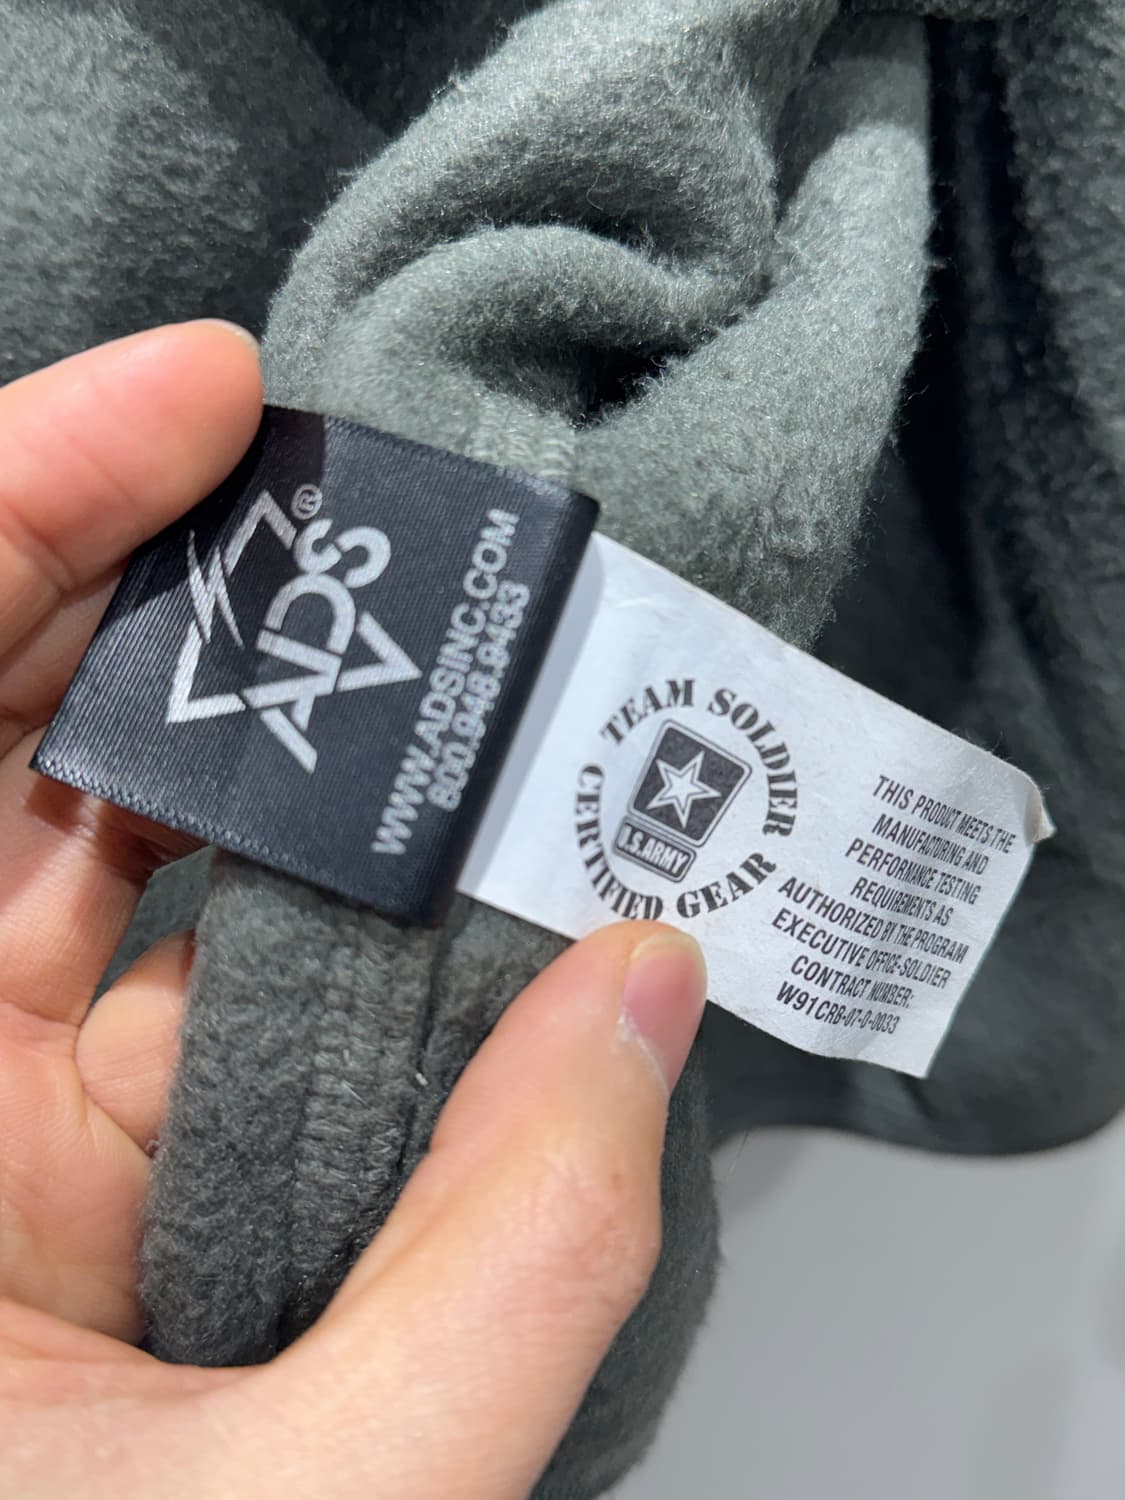 ADS®
WWW.ADSINC.COM
800.948.9433
TEAM SOLDIER
CERTIFIED GEAR
U.S.ARMY
THIS PRODUCT MEETS THE
MANUFACTURING AND
PERFORMANCE TESTING
REQUIREMENTS AS
AUTHORIZED BY THE PROGRAM
EXECUTIVE OFFICE-SOLDIER
CONTRACT NUMBER:
W91CRB-07-D-0033